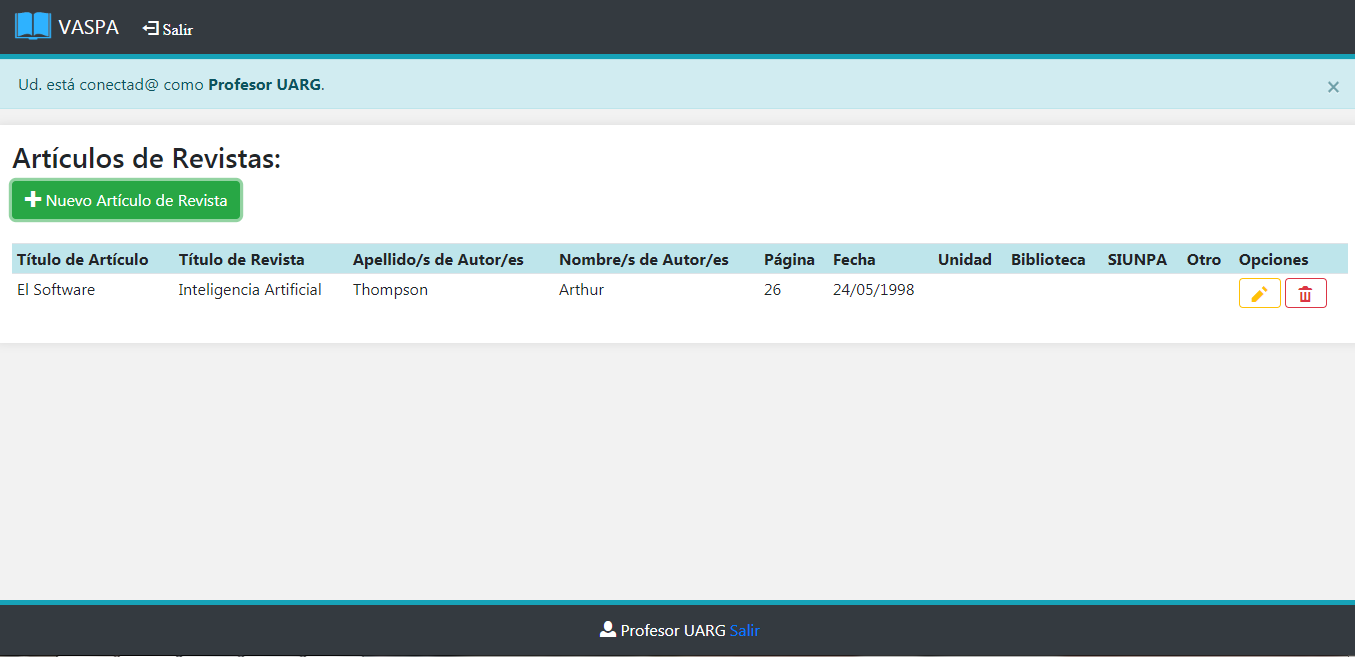 VASPA Salir
Ud. está conectad@ como Profesor UARG. ×
Artículos de Revistas:
Nuevo Artículo de Revista
Título de Artículo Título de Revista Apellido/s de Autor/es Nombre/s de Autor/es Página Fecha Unidad Biblioteca SIUNPA Otro Opciones
El Software Inteligencia Artificial Thompson Arthur 26 24/05/1998
Profesor UARG Salir